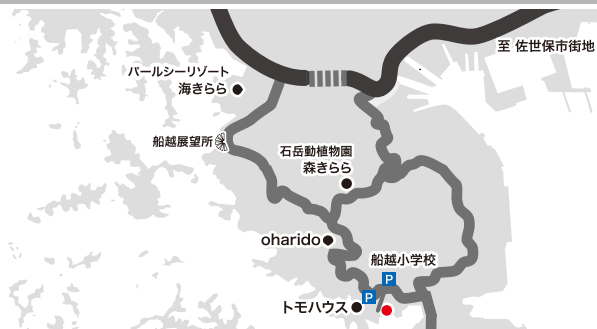 至 佐世保市街地
パールシーリゾート
海きらら
船越展望所
石岳動植物園
森きらら
oharido
船越小学校
P
P
トモハウス